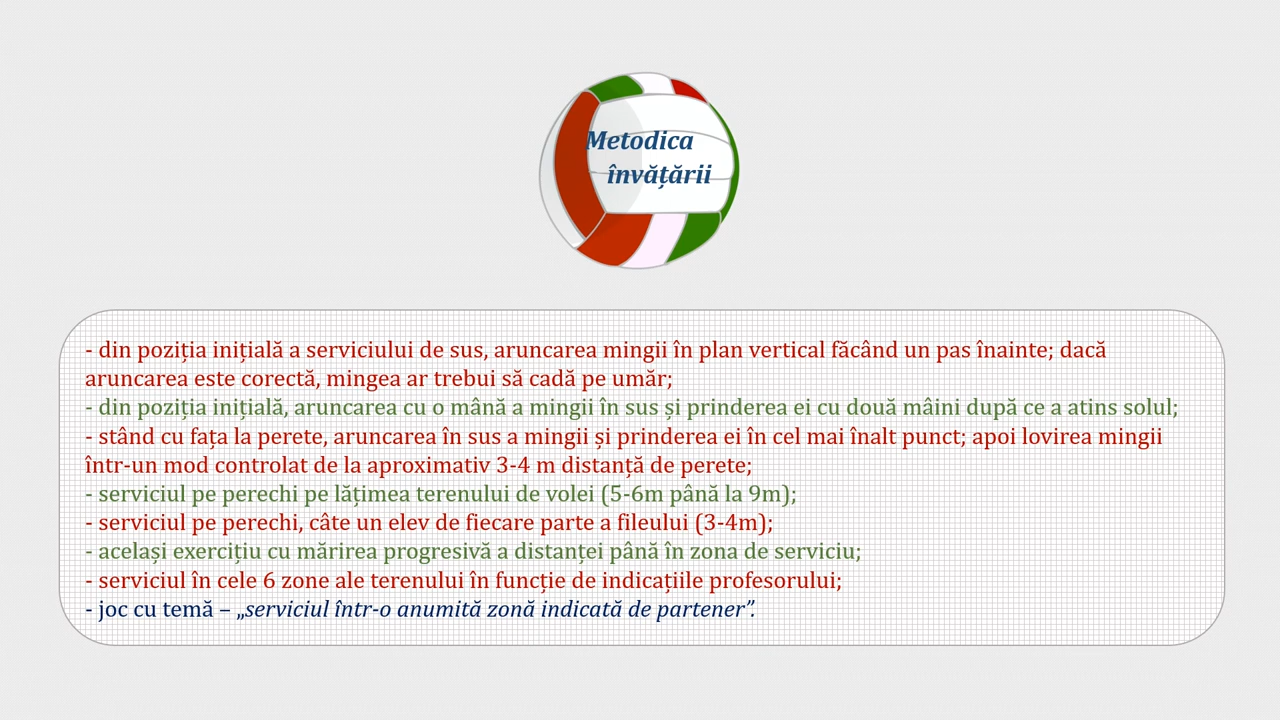 Metodica
învățării
- din poziția inițială a serviciului de sus, aruncarea mingii în plan vertical făcând un pas înainte; dacă
aruncarea este corectă, mingea ar trebui să cadă pe umăr;
- din poziția inițială, aruncarea cu o mână a mingii în sus și prinderea ei cu două mâini după ce a atins solul;
- stând cu fața la perete, aruncarea în sus a mingii și prinderea ei în cel mai înalt punct; apoi lovirea mingii
într-un mod controlat de la aproximativ 3-4 m distanță de perete;
- serviciul pe perechi pe lățimea terenului de volei (5-6m până la 9m);
- serviciul pe perechi, câte un elev de fiecare parte a fileului (3-4m);
- același exercițiu cu mărirea progresivă a distanței până în zona de serviciu;
- serviciul în cele 6 zone ale terenului în funcție de indicațiile profesorului;
- joc cu temă – „serviciul într-o anumită zonă indicată de partener”.